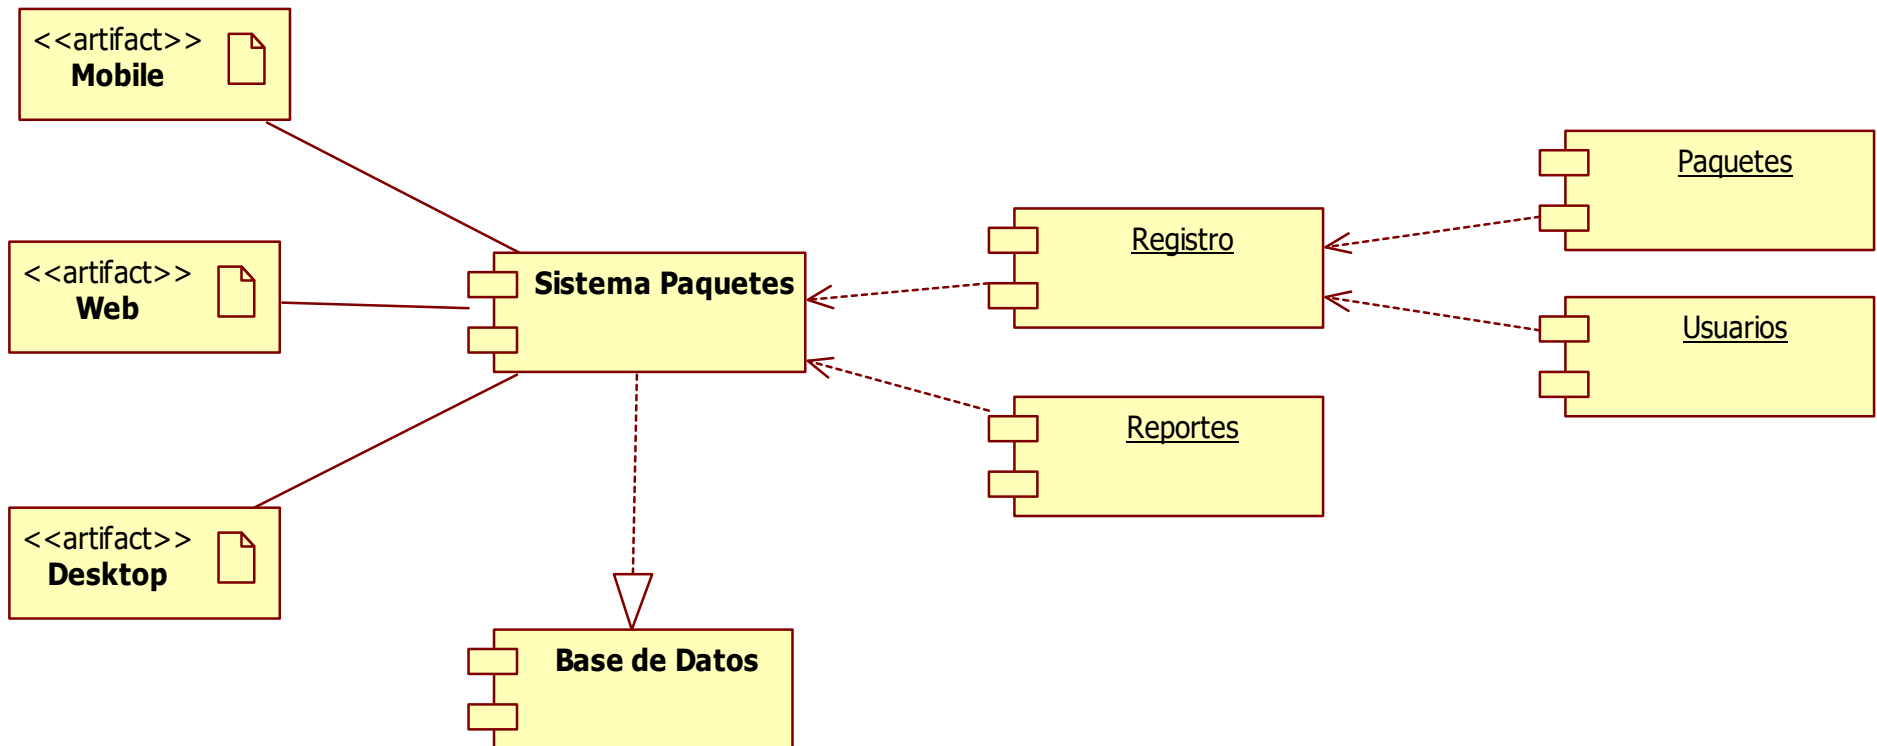 <<artifact>>
Mobile
<<artifact>>
Web
<<artifact>>
Desktop
Sistema Paquetes
Base de Datos
Registro
Reportes
Paquetes
Usuarios